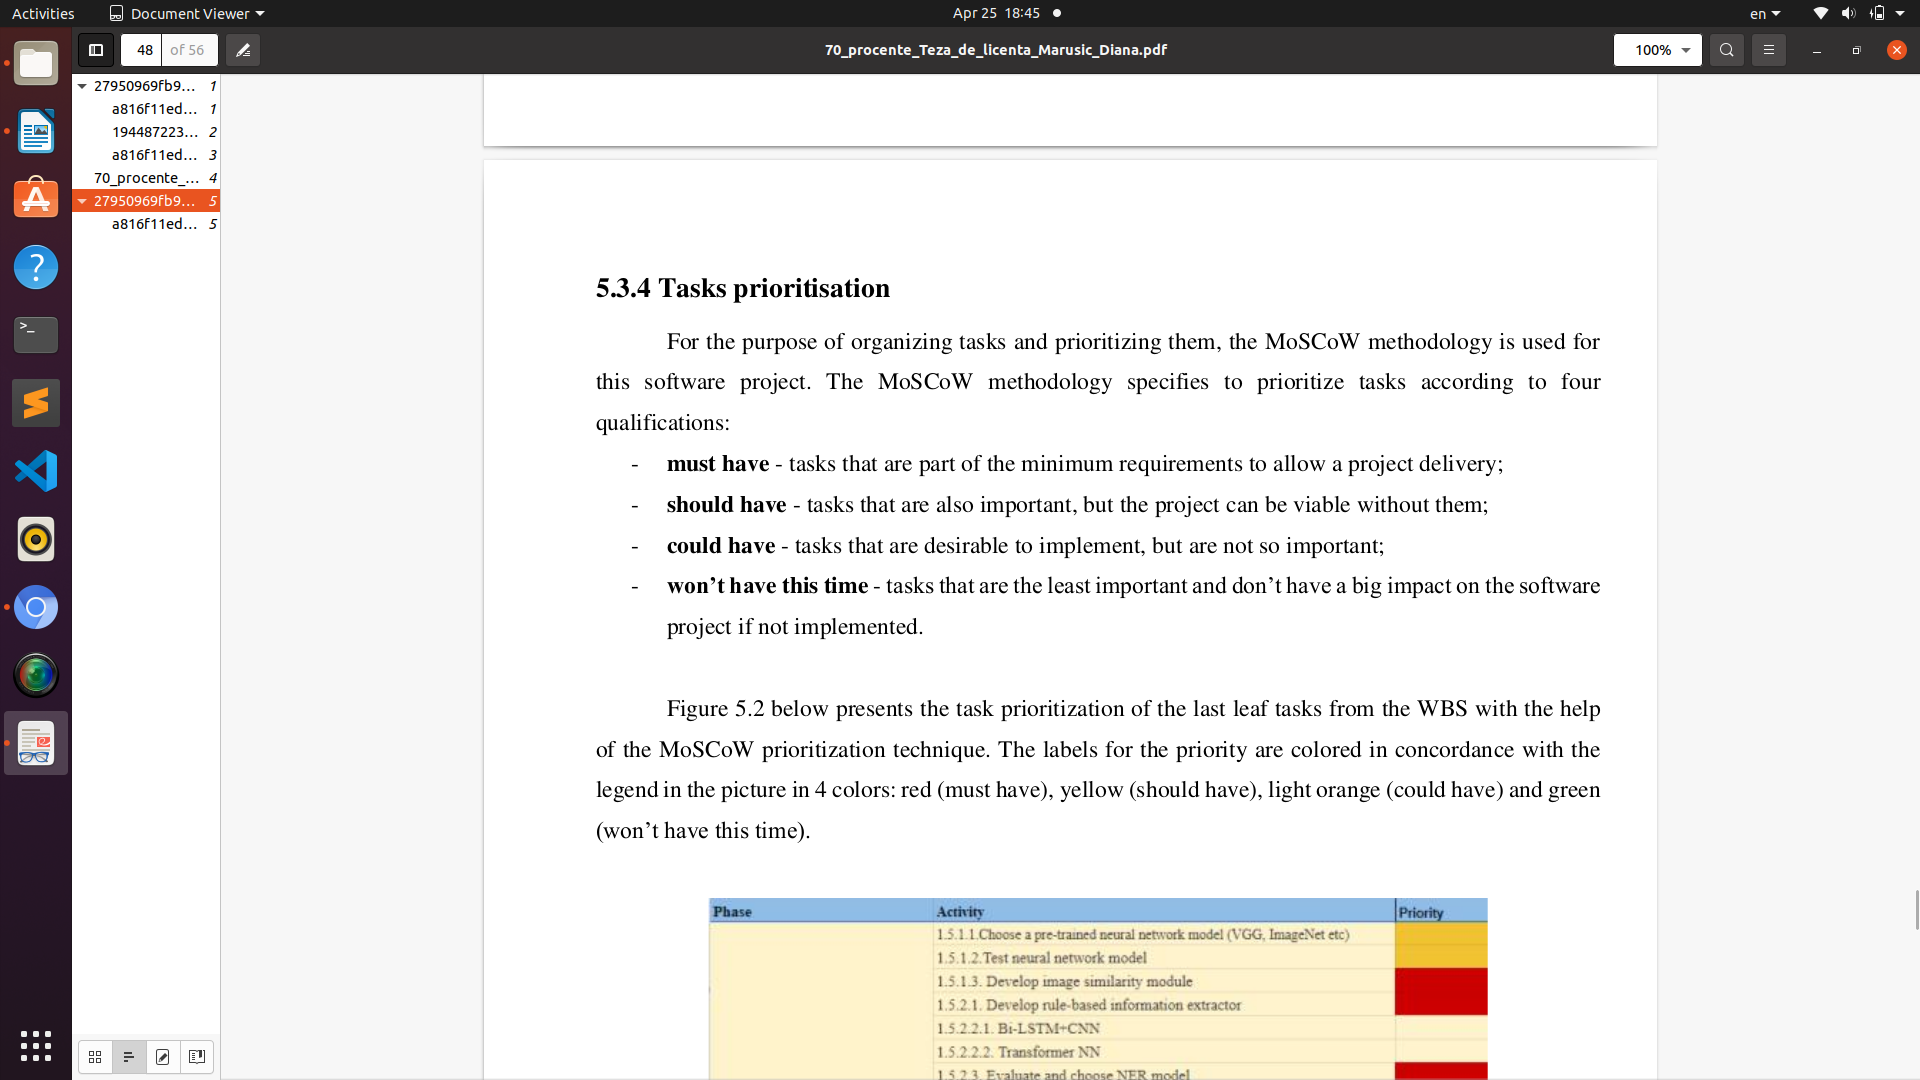 Activities
Document Viewer
Apr 25 18:45
en
48
of 56
70_procente_Teza_de_licenta_Marusic_Diana.pdf
100%
27950969fb9... 1
a816f11ed... 1
194487223... 2
a816f11ed... 3
70_procente_... 4
27950969fb9... 5
a816f11ed... 5
5.3.4 Tasks prioritisation
For the purpose of organizing tasks and prioritizing them, the MoSCoW methodology is used for
this software project. The MoSCoW methodology specifies to prioritize tasks according to four
qualifications:
- must have - tasks that are part of the minimum requirements to allow a project delivery;
- should have - tasks that are also important, but the project can be viable without them;
- could have - tasks that are desirable to implement, but are not so important;
- won’t have this time - tasks that are the least important and don’t have a big impact on the software
project if not implemented.
Figure 5.2 below presents the task prioritization of the last leaf tasks from the WBS with the help
of the MoSCoW prioritization technique. The labels for the priority are colored in concordance with the
legend in the picture in 4 colors: red (must have), yellow (should have), light orange (could have) and green
(won’t have this time).
Phase Activity Priority
1.5.1.1.Choose a pre-trained neural network model (VGG, ImageNet etc)
1.5.1.2.Test neural network model
1.5.1.3. Develop image similarity module
1.5.2.1. Develop rule-based information extractor
1.5.2.2.1. Bi-LSTM+CNN
1.5.2.2.2. Transformer NN
1.5.2.3. Evaluate and choose NER model